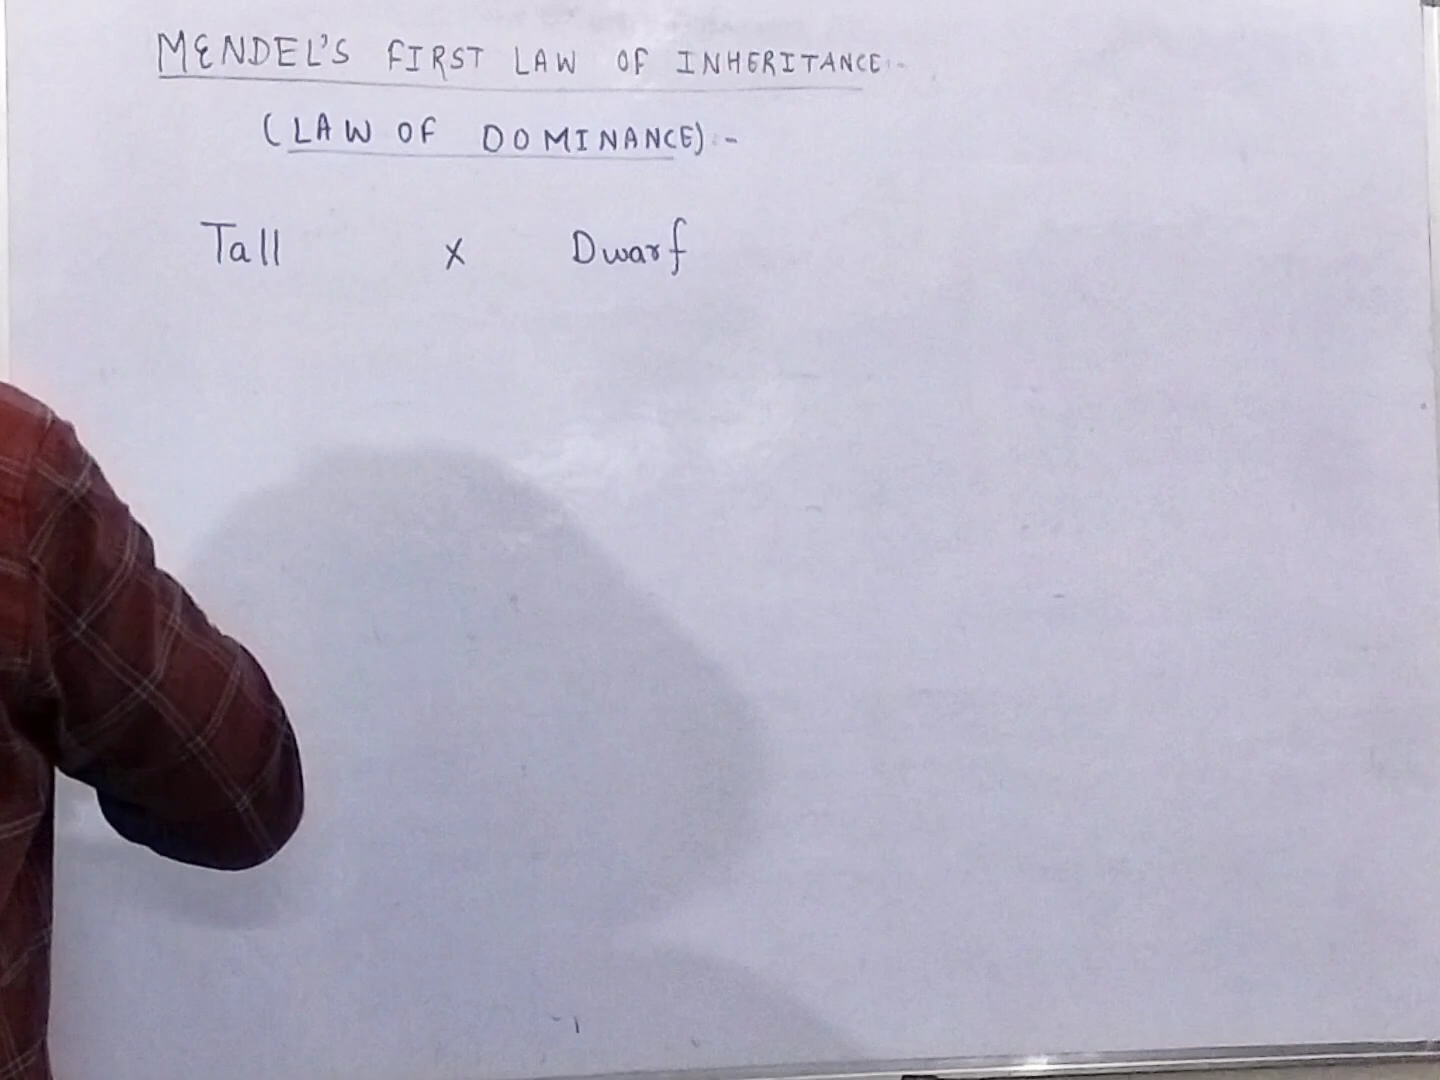 MENDEL'S FIRST LAW OF INHERITANCE:-
(LAW OF DOMINANCE):-
Tall x Dwarf